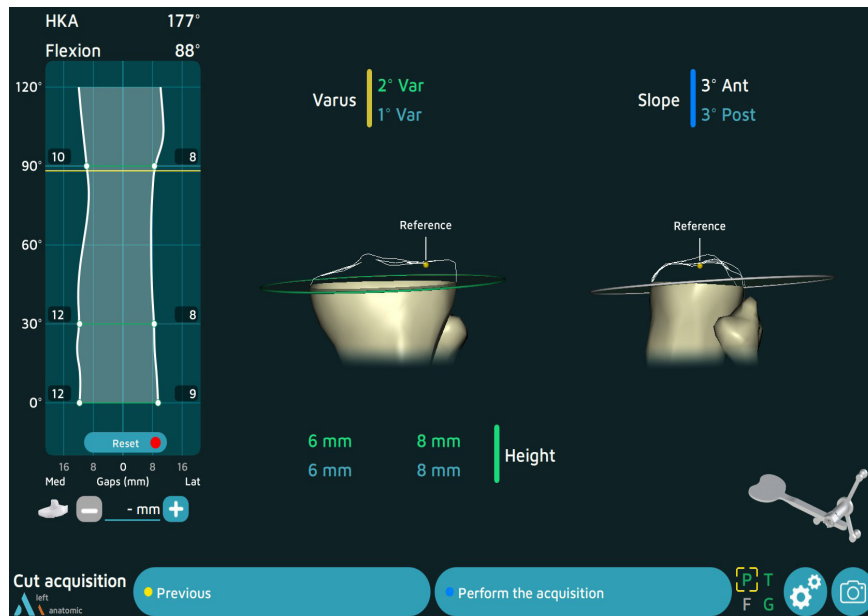 HKA 177°
Flexion 88°
120°
10 8
90°
60°
12 8
30°
12 9
0°
Reset
16 8 0 8 16
Med Gaps (mm) Lat
- mm
Varus 2° Var
1° Var
Slope 3° Ant
3° Post
Reference
Reference
6 mm 8 mm
6 mm 8 mm
Height
Cut acquisition
left
anatomic
Previous
Perform the acquisition
P T
F G